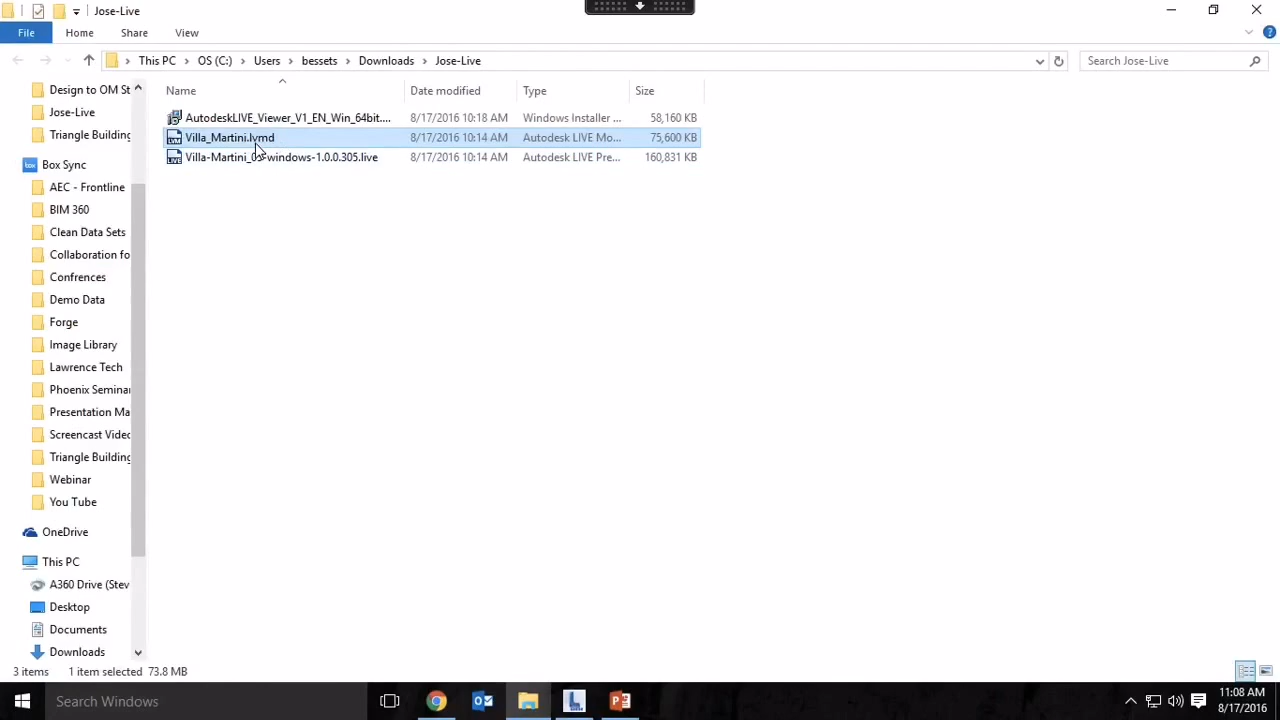 Jose-Live
File Home Share View
This PC OS (C:) Users bessets Downloads Jose-Live
Search Jose-Live
Name Date modified Type Size
AutodeskLIVE_Viewer_V1_EN_Win_64bit.... 8/17/2016 10:18 AM Windows Installer ... 58,160 KB
Villa_Martini.lvmd 8/17/2016 10:14 AM Autodesk LIVE Mo... 75,600 KB
8/17/2016 10:14 AM Autodesk LIVE Pre... 160,831 KB
Design to OM St
Jose-Live
Triangle Building
Box Sync
AEC - Frontline
BIM 360
Clean Data Sets
Collaboration fo
Confrences
Demo Data
Forge
Image Library
Lawrence Tech
Phoenix Seminar
Presentation Ma
Screencast Video
Triangle Building
Webinar
You Tube
OneDrive
This PC
A360 Drive (Stev
Desktop
Documents
Downloads
3 items 1 item selected 73.8 MB
Search Windows
11:08 AM
8/17/2016